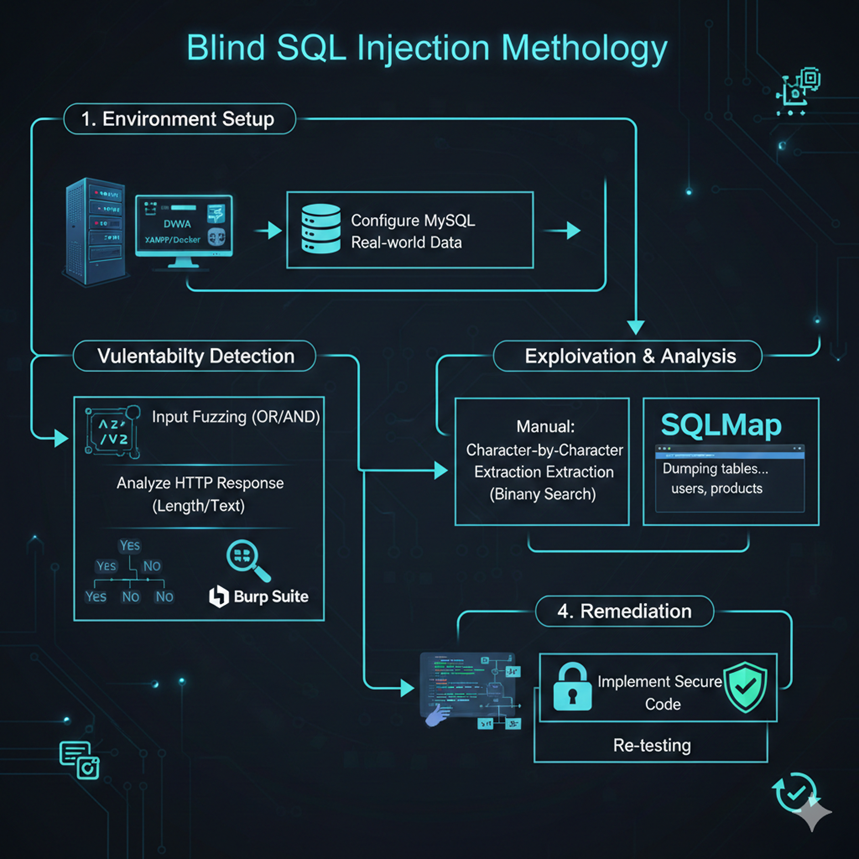 Blind SQL Injection Methology
1. Environment Setup
DVWA
XAMPP/Docker
Configure MySQL
Real-world Data
Vulentabilty Detection
Input Fuzzing (OR/AND)
Analyze HTTP Response
(Length/Text)
Yes
Yes No
Yes No No
Burp Suite
Exploivation & Analysis
Manual:
Character-by-Character
Extraction Extraction
(Binany Search)
SQLMap
Dumping tables...
users, products
4. Remediation
Implement Secure
Code
Re-testing